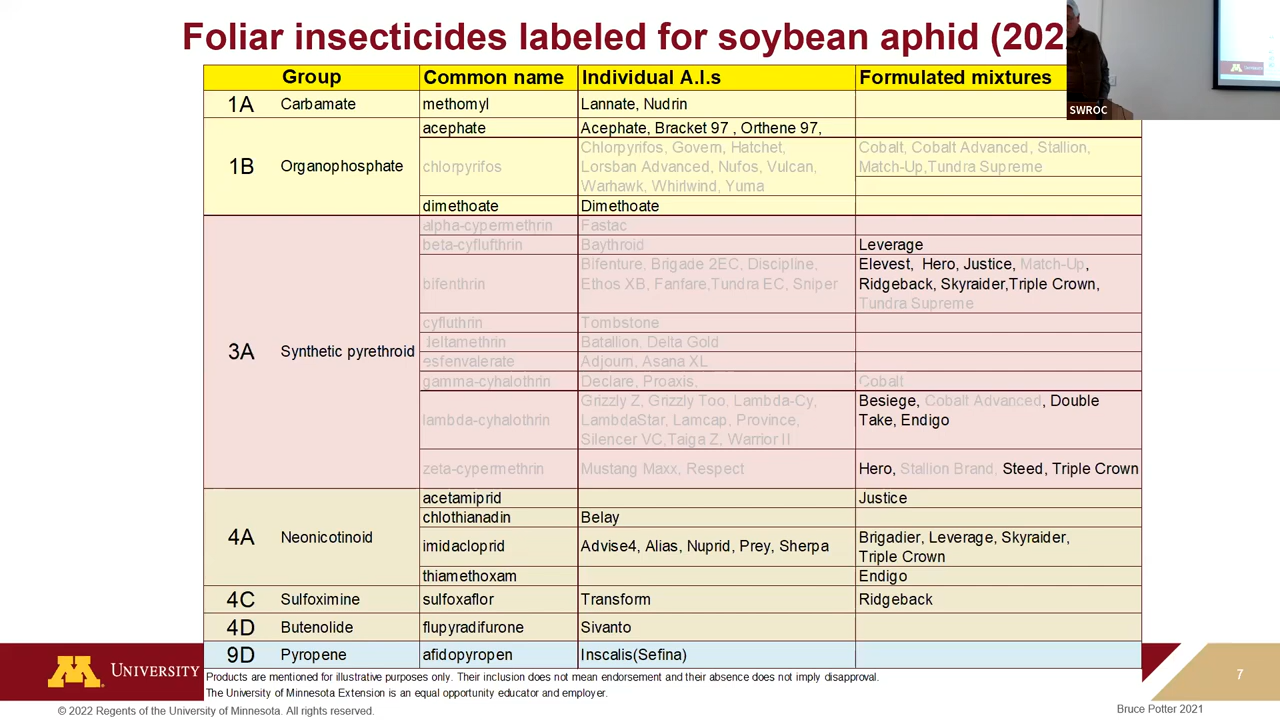 Foliar insecticides labeled for soybean aphid (202
Group Common name Individual A.I.s Formulated mixtures
SWROC
1A Carbamate methomyl Lannate, Nudrin
1B Organophosphate
acephate Acephate, Bracket 97 , Orthene 97,
chlorpyrifos
Chlorpyrifos, Govern, Hatchet,
Lorsban Advanced, Nufos, Vulcan,
Warhawk, Whirlwind, Yuma
Cobalt, Cobalt Advanced, Stallion,
Match-Up,Tundra Supreme
dimethoate Dimethoate
3A Synthetic pyrethroid
alpha-cypermethrin Fastac
beta-cyflufthrin Baythroid Leverage
bifenthrin
Bifenture, Brigade 2EC, Discipline,
Ethos XB, Fanfare,Tundra EC, Sniper
Elevest, Hero, Justice, Match-Up,
Ridgeback, Skyraider,Triple Crown,
Tundra Supreme
cyfluthrin Tombstone
deltamethrin Batallion, Delta Gold
esfenvalerate Adjourn, Asana XL
gamma-cyhalothrin Declare, Proaxis, Cobalt
lambda-cyhalothrin
Grizzly Z, Grizzly Too, Lambda-Cy,
LambdaStar, Lamcap, Province,
Silencer VC,Taiga Z, Warrior II
Besiege, Cobalt Advanced, Double
Take, Endigo
zeta-cypermethrin Mustang Maxx, Respect Hero, Stallion Brand, Steed, Triple Crown
4A Neonicotinoid
acetamiprid Justice
chlothianadin Belay
imidacloprid Advise4, Alias, Nuprid, Prey, Sherpa
Brigadier, Leverage, Skyraider,
Triple Crown
thiamethoxam Endigo
4C Sulfoximine sulfoxaflor Transform Ridgeback
4D Butenolide flupyradifurone Sivanto
9D Pyropene afidopyropen Inscalis(Sefina)
M UNIVERSITY
Products are mentioned for illustrative purposes only. Their inclusion does not mean endorsement and their absence does not imply disapproval.
The University of Minnesota Extension is an equal opportunity educator and employer.
7
© 2022 Regents of the University of Minnesota. All rights reserved.
Bruce Potter 2021